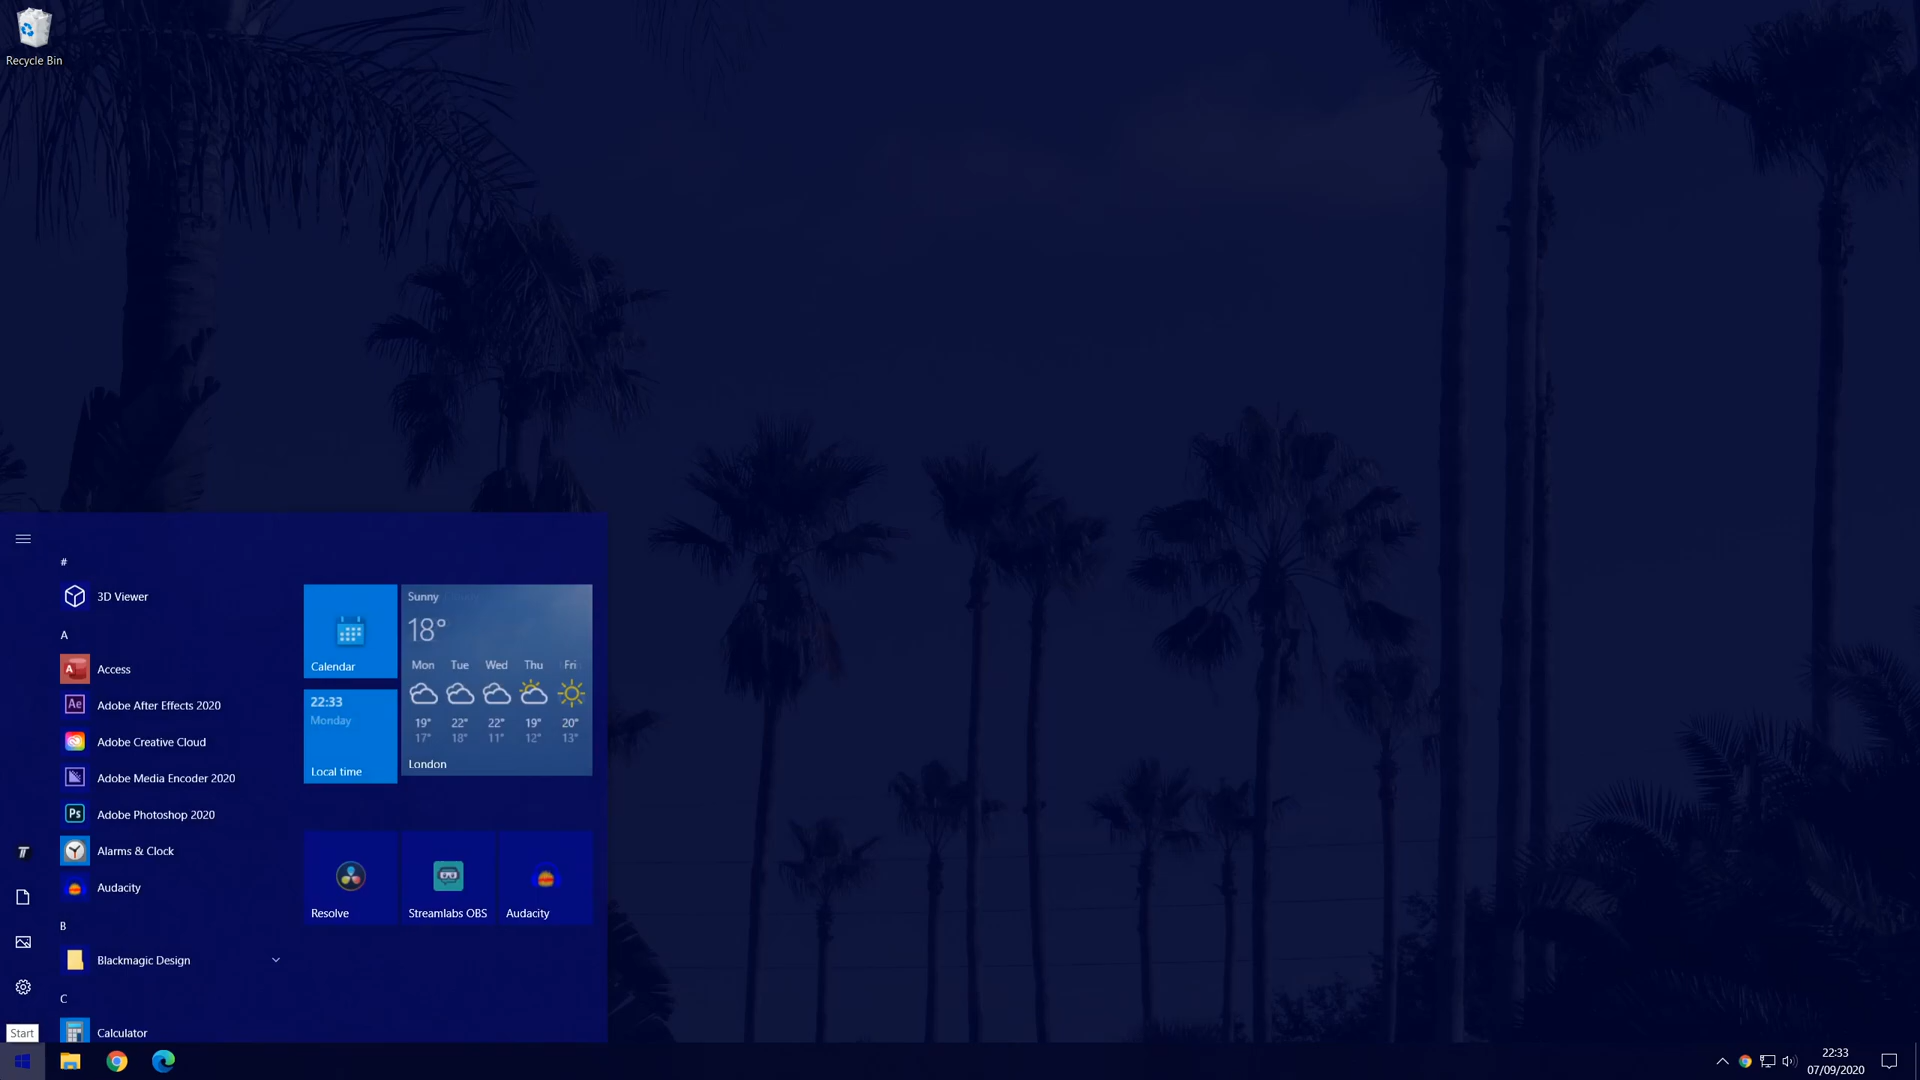 Recycle Bin
#
3D Viewer
A
Access
Adobe After Effects 2020
Adobe Creative Cloud
Adobe Media Encoder 2020
Adobe Photoshop 2020
Alarms & Clock
Audacity
B
Blackmagic Design
C
Calculator
Calendar
22:33
Monday
Local time
Sunny
18°
Mon Tue Wed Thu Fri
19° 22° 22° 19° 20°
17° 18° 11° 12° 13°
London
Resolve
Streamlabs OBS
Audacity
Start
22:33
07/09/2020